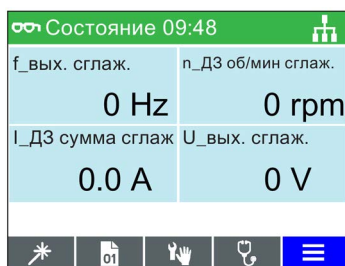 Состояние 09:48
f_вых. сглаж.
n_ДЗ об/мин сглаж.
0 Hz
0 rpm
I_ДЗ сумма сглаж
U_вых. сглаж.
0.0 A
0 V
01